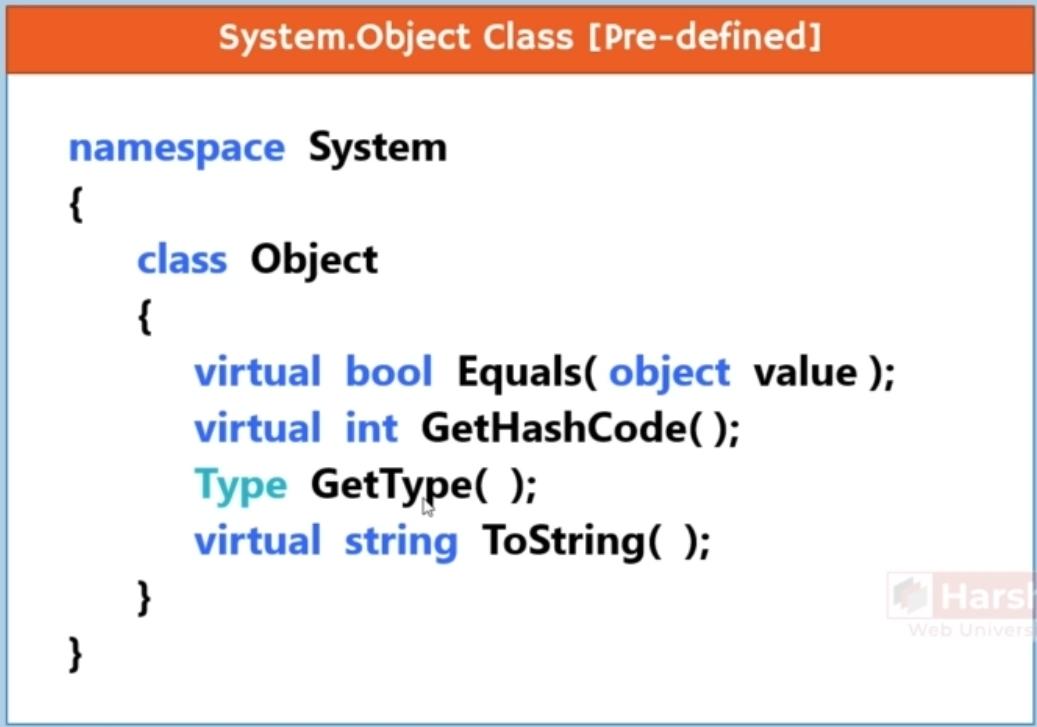 System.Object Class [Pre-defined]
namespace System
{
class Object
{
virtual bool Equals( object value );
virtual int GetHashCode( );
Type GetType( );
virtual string ToString( );
}
}
Harsh
Web Univers